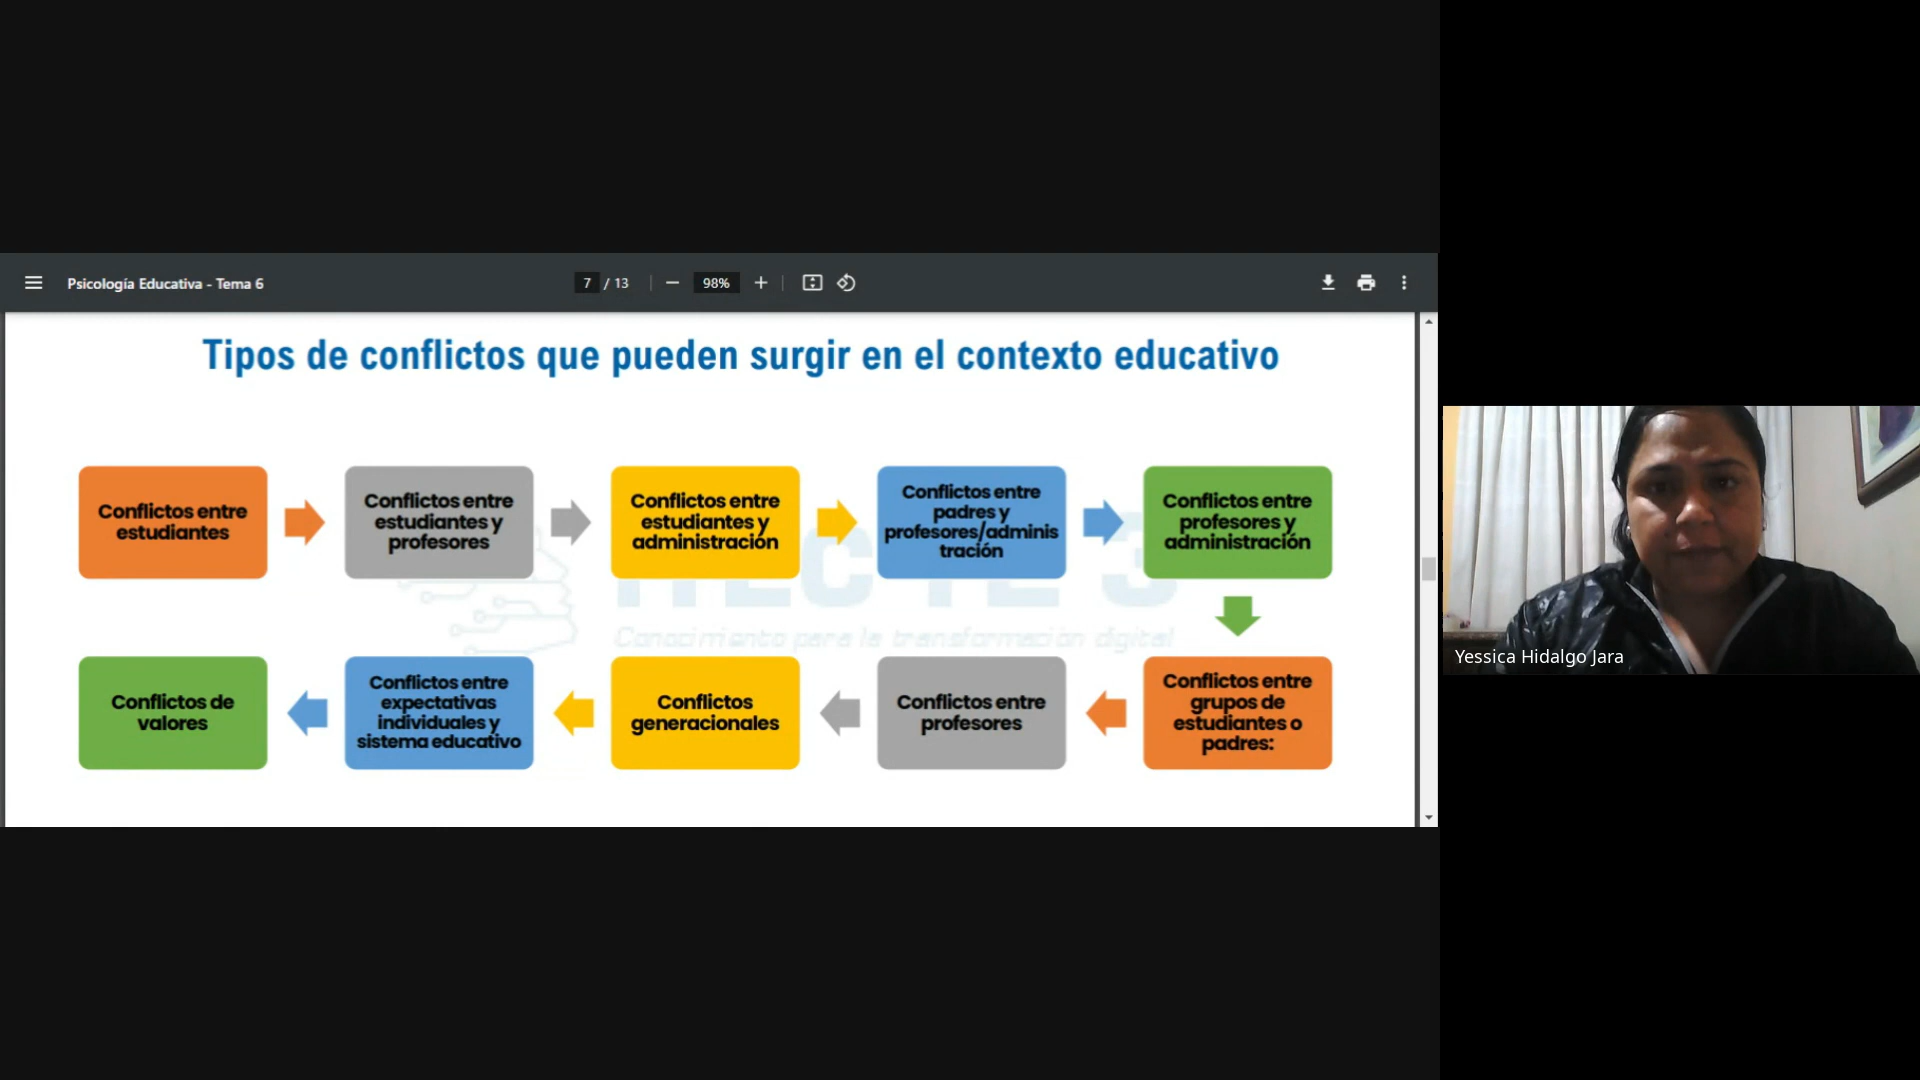 Psicología Educativa - Tema 6
7 / 13
98%
Tipos de conflictos que pueden surgir en el contexto educativo
Conflictos entre
estudiantes
Conflictos entre
estudiantes y
profesores
Conflictos entre
estudiantes y
administración
Conflictos entre
padres y
profesores/adminis
tración
Conflictos entre
profesores y
administración
Conocimiento para la transformación digital
Conflictos entre
grupos de
estudiantes o
padres:
Conflictos entre
profesores
Conflictos
generacionales
Conflictos entre
expectativas
individuales y
sistema educativo
Conflictos de
valores
Yessica Hidalgo Jara